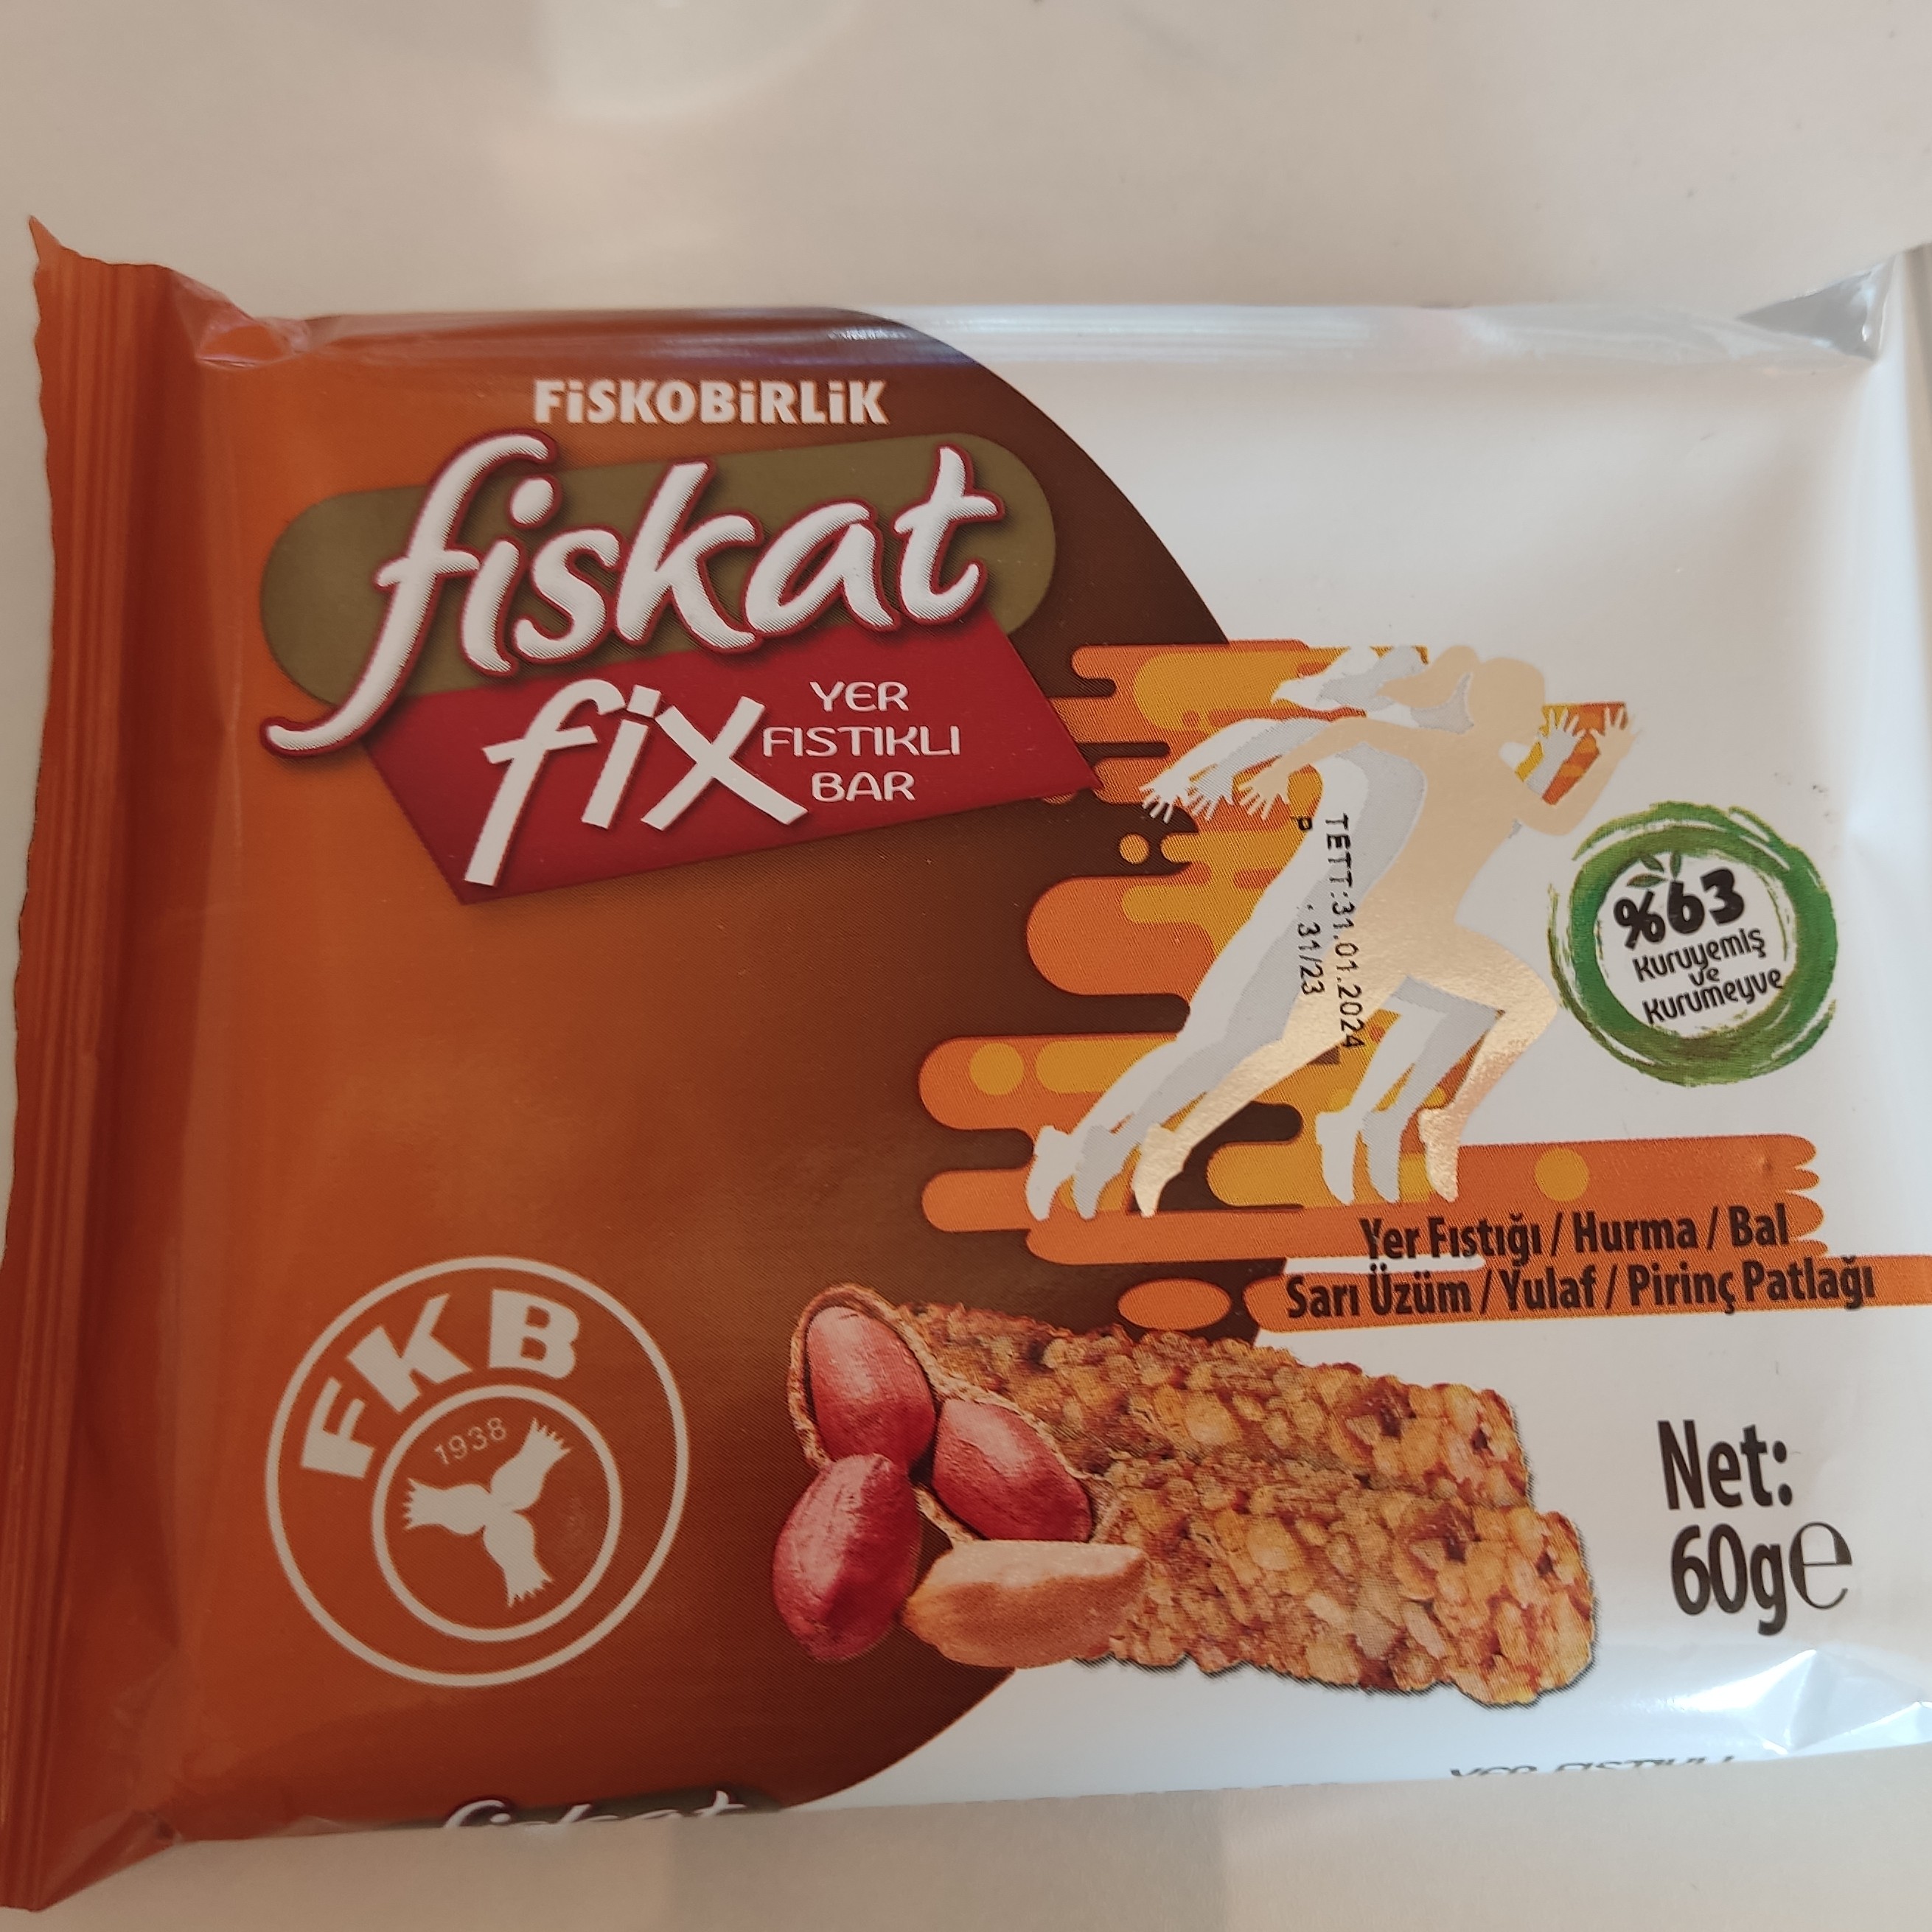 FiSKOBiRLiK
fiskat
fix
YER
FISTIKLI
BAR
TETT:31.01.2024
P
31/23
%63
Kuruyemiş
ve
Kurumeyve
Yer Fıstığı / Hurma / Bal
Sarı Üzüm / Yulaf / Pirinç Patlağı
FKB
1938
Net:
60g℮